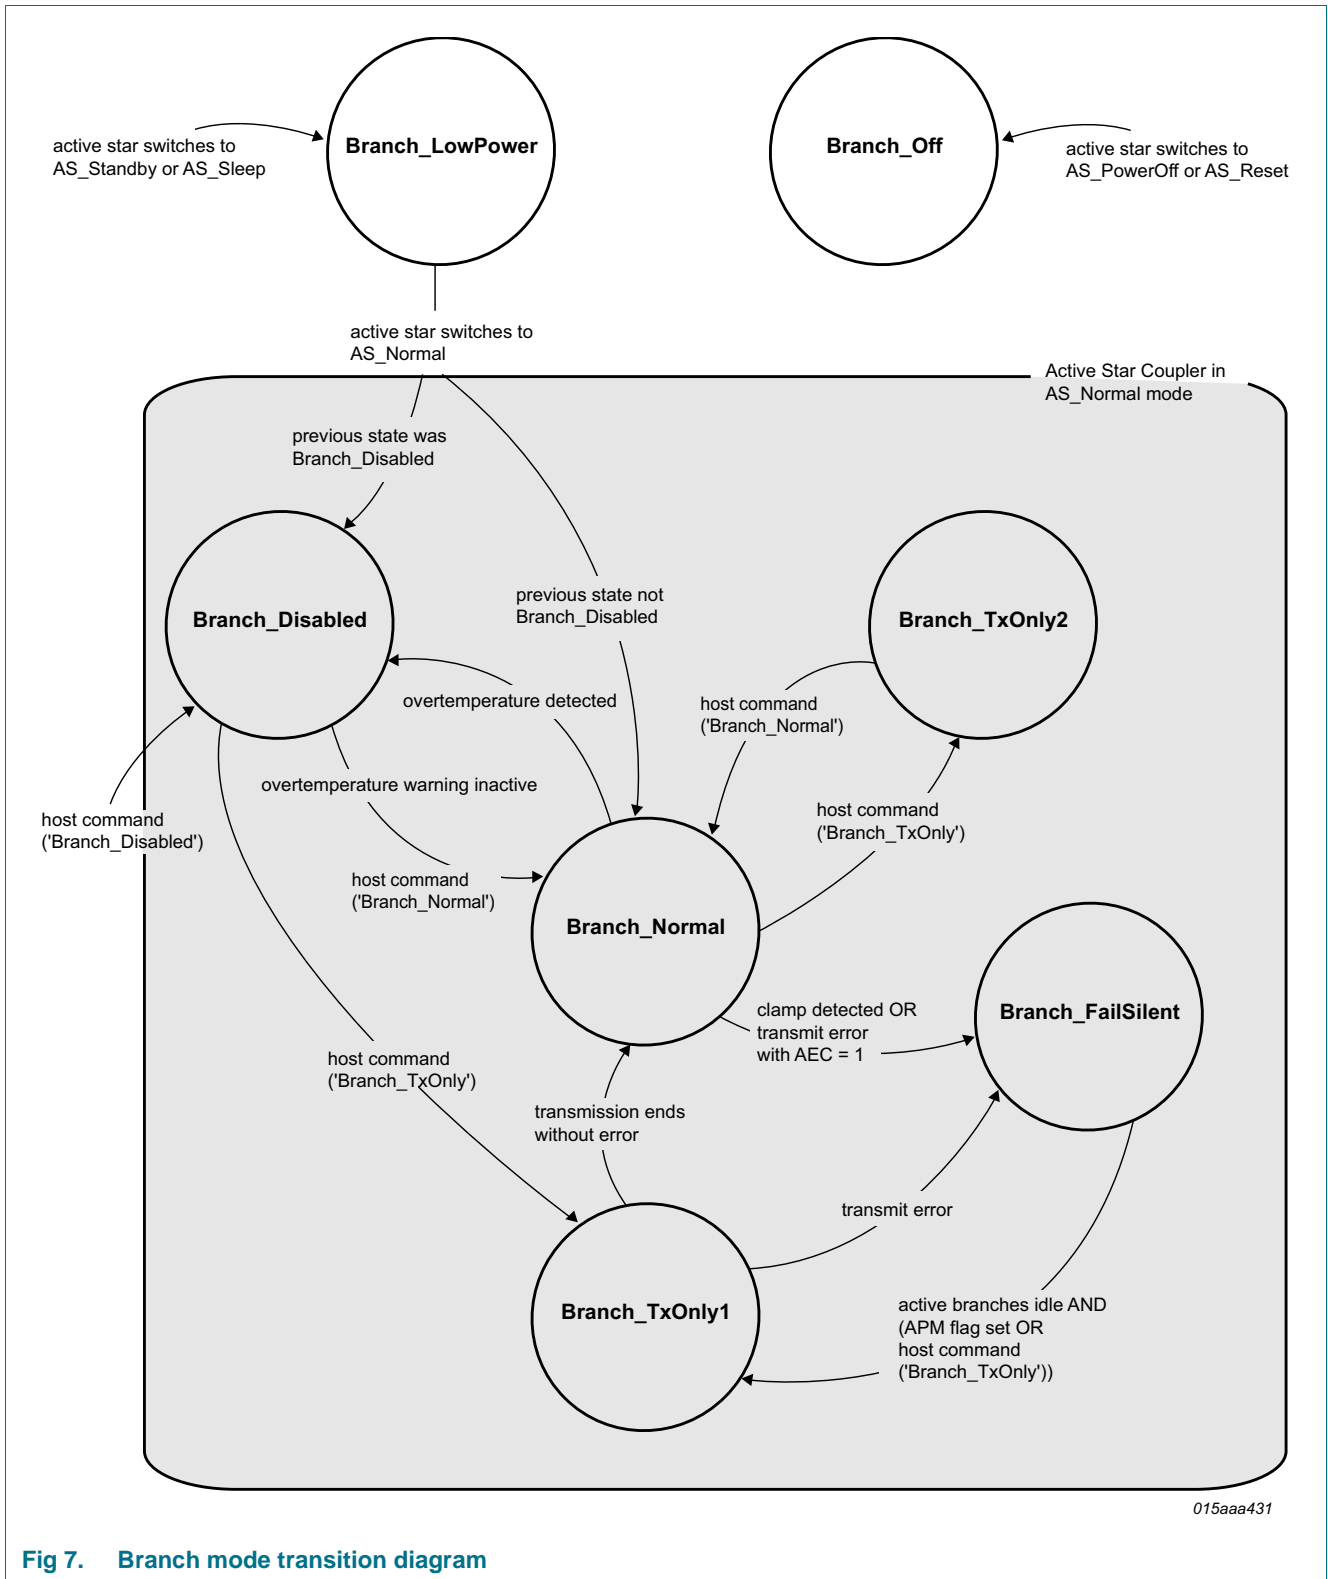 Branch_LowPower
Branch_Off
active star switches to
AS_Standby or AS_Sleep
active star switches to
AS_PowerOff or AS_Reset
active star switches to
AS_Normal
Active Star Coupler in
AS_Normal mode
previous state was
Branch_Disabled
previous state not
Branch_Disabled
Branch_Disabled
Branch_TxOnly2
overtemperature detected
host command
('Branch_Normal')
overtemperature warning inactive
host command
('Branch_Disabled')
host command
('Branch_TxOnly')
host command
('Branch_Normal')
Branch_Normal
clamp detected OR
transmit error
with AEC = 1
Branch_FailSilent
host command
('Branch_TxOnly')
transmission ends
without error
transmit error
Branch_TxOnly1
active branches idle AND
(APM flag set OR
host command
('Branch_TxOnly'))
015aaa431
Fig 7. Branch mode transition diagram